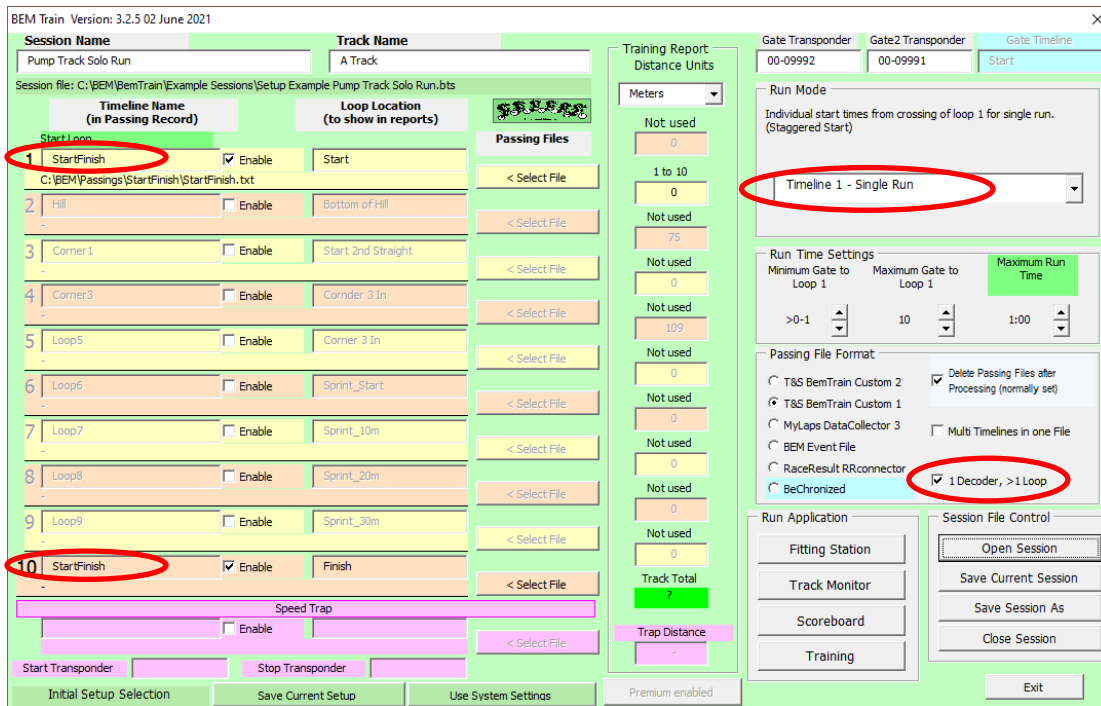 BEM Train Version: 3.2.5 02 June 2021
Session Name
Track Name
Pump Track Solo Run
A Track
Session file: C:\BEM\BemTrain\Example Sessions\Setup Example Pump Track Solo Run.bts
Timeline Name
(in Passing Record)
Loop Location
(to show in reports)
Start Loop
Passing Files
1 StartFinish Enable Start
C:\BEM\Passings\StartFinish\StartFinish.txt
< Select File
2 Hill Enable Bottom of Hill
-
< Select File
3 Corner1 Enable Start 2nd Straight
-
< Select File
4 Corner3 Enable Cornder 3 In
-
< Select File
5 Loop5 Enable Corner 3 In
-
< Select File
6 Loop6 Enable Sprint_Start
-
< Select File
7 Loop7 Enable Sprint_10m
-
< Select File
8 Loop8 Enable Sprint_20m
-
< Select File
9 Loop9 Enable Sprint_30m
-
< Select File
10 StartFinish Enable Finish
-
< Select File
Speed Trap
Enable
< Select File
Start Transponder
Stop Transponder
Initial Setup Selection
Save Current Setup
Use System Settings
Training Report
Distance Units
Meters
Not used
0
1 to 10
0
Not used
75
Not used
0
Not used
109
Not used
0
Not used
0
Not used
0
Not used
0
Not used
0
Track Total
?
Trap Distance
-
Premium enabled
Gate Transponder
Gate2 Transponder
Gate Timeline
00-09992
00-09991
Start
Run Mode
Individual start times from crossing of loop 1 for single run.
(Staggered Start)
Timeline 1 - Single Run
Run Time Settings
Minimum Gate to
Loop 1
Maximum Gate to
Loop 1
Maximum Run
Time
>0-1
10
1:00
Passing File Format
T&S BemTrain Custom 2
T&S BemTrain Custom 1
MyLaps DataCollector 3
BEM Event File
RaceResult RRconnector
BeChronized
Delete Passing Files after
Processing (normally set)
Multi Timelines in one File
1 Decoder, >1 Loop
Run Application
Fitting Station
Track Monitor
Scoreboard
Training
Session File Control
Open Session
Save Current Session
Save Session As
Close Session
Exit